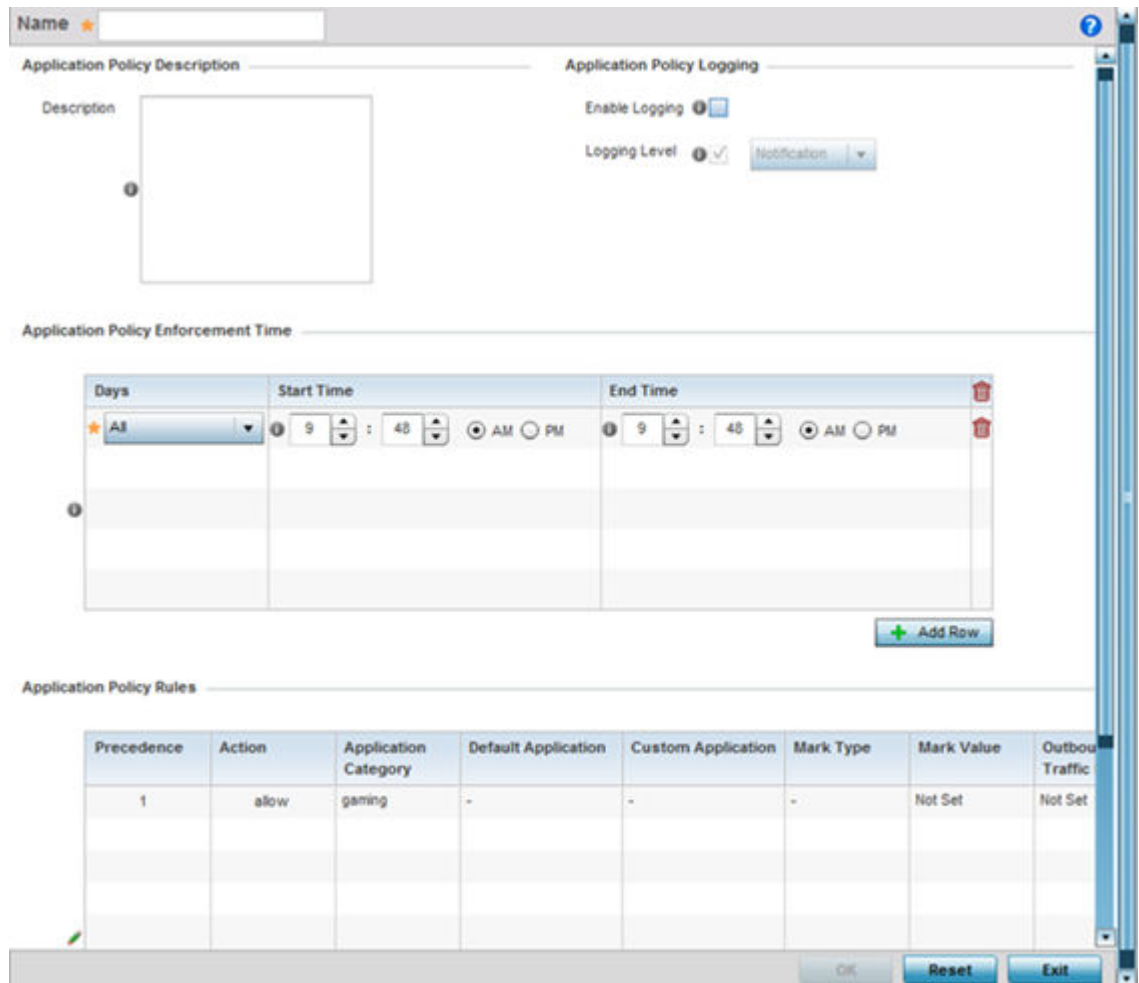 Name
Application Policy Description
Application Policy Logging
Description
Enable Logging
Logging Level
Notification
Application Policy Enforcement Time
Days Start Time End Time
All 9 : 48 AM PM 9 : 48 AM PM
Add Row
Application Policy Rules
Precedence Action Application Category Default Application Custom Application Mark Type Mark Value Outbou Traffic
1 allow gaming - - - Not Set Not Set
OK Reset Exit